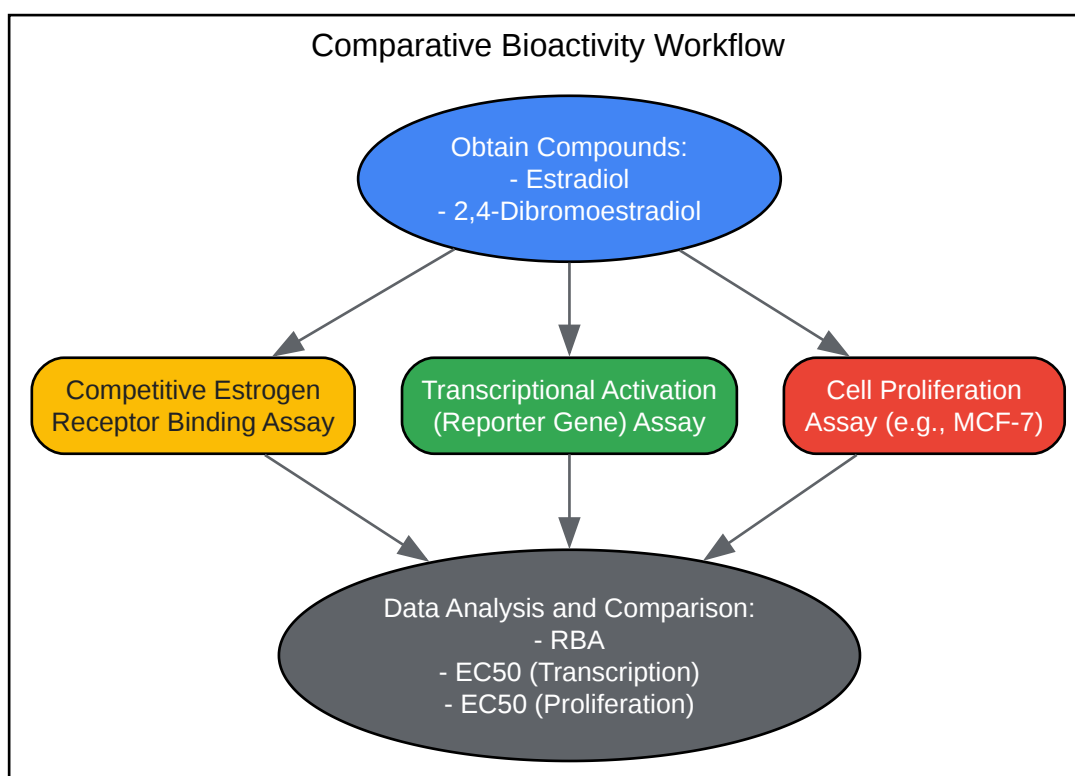 Comparative Bioactivity Workflow
Obtain Compounds:
- Estradiol
- 2,4-Dibromoestradiol
Competitive Estrogen
Receptor Binding Assay
Transcriptional Activation
(Reporter Gene) Assay
Cell Proliferation
Assay (e.g., MCF-7)
Data Analysis and Comparison:
- RBA
- EC50 (Transcription)
- EC50 (Proliferation)